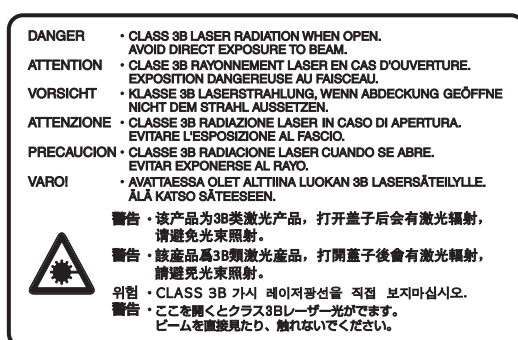 DANGER · CLASS 3B LASER RADIATION WHEN OPEN.
AVOID DIRECT EXPOSURE TO BEAM.
ATTENTION · CLASE 3B RAYONNEMENT LASER EN CAS D'OUVERTURE.
EXPOSITION DANGEREUSE AU FAISCEAU.
VORSICHT · KLASSE 3B LASERSTRAHLUNG, WENN ABDECKUNG GEÖFFNE
NICHT DEM STRAHL AUSSETZEN.
ATTENZIONE · CLASSE 3B RADIAZIONE LASER IN CASO DI APERTURA.
EVITARE L'ESPOSIZIONE AL FASCIO.
PRECAUCION · CLASSE 3B RADIACIONE LASER CUANDO SE ABRE.
EVITAR EXPONERSE AL RAYO.
VARO! · AVATTAESSA OLET ALTTIINA LUOKAN 3B LASERSÄTEILYLLE.
ÄLÄ KATSO SÄTEESEEN.
警告 · 该产品为3B类激光产品，打开盖子后会有激光辐射，
请避免光束照射。
警告 · 該産品爲3B類激光産品，打開蓋子後會有激光輻射，
請避免光束照射。
위험 · CLASS 3B 가시 레이저광선을 직접 보지마십시오.
警告 · ここを開くとクラス3Bレーザー光がでます。
ビームを直接見たり、触れないでください。